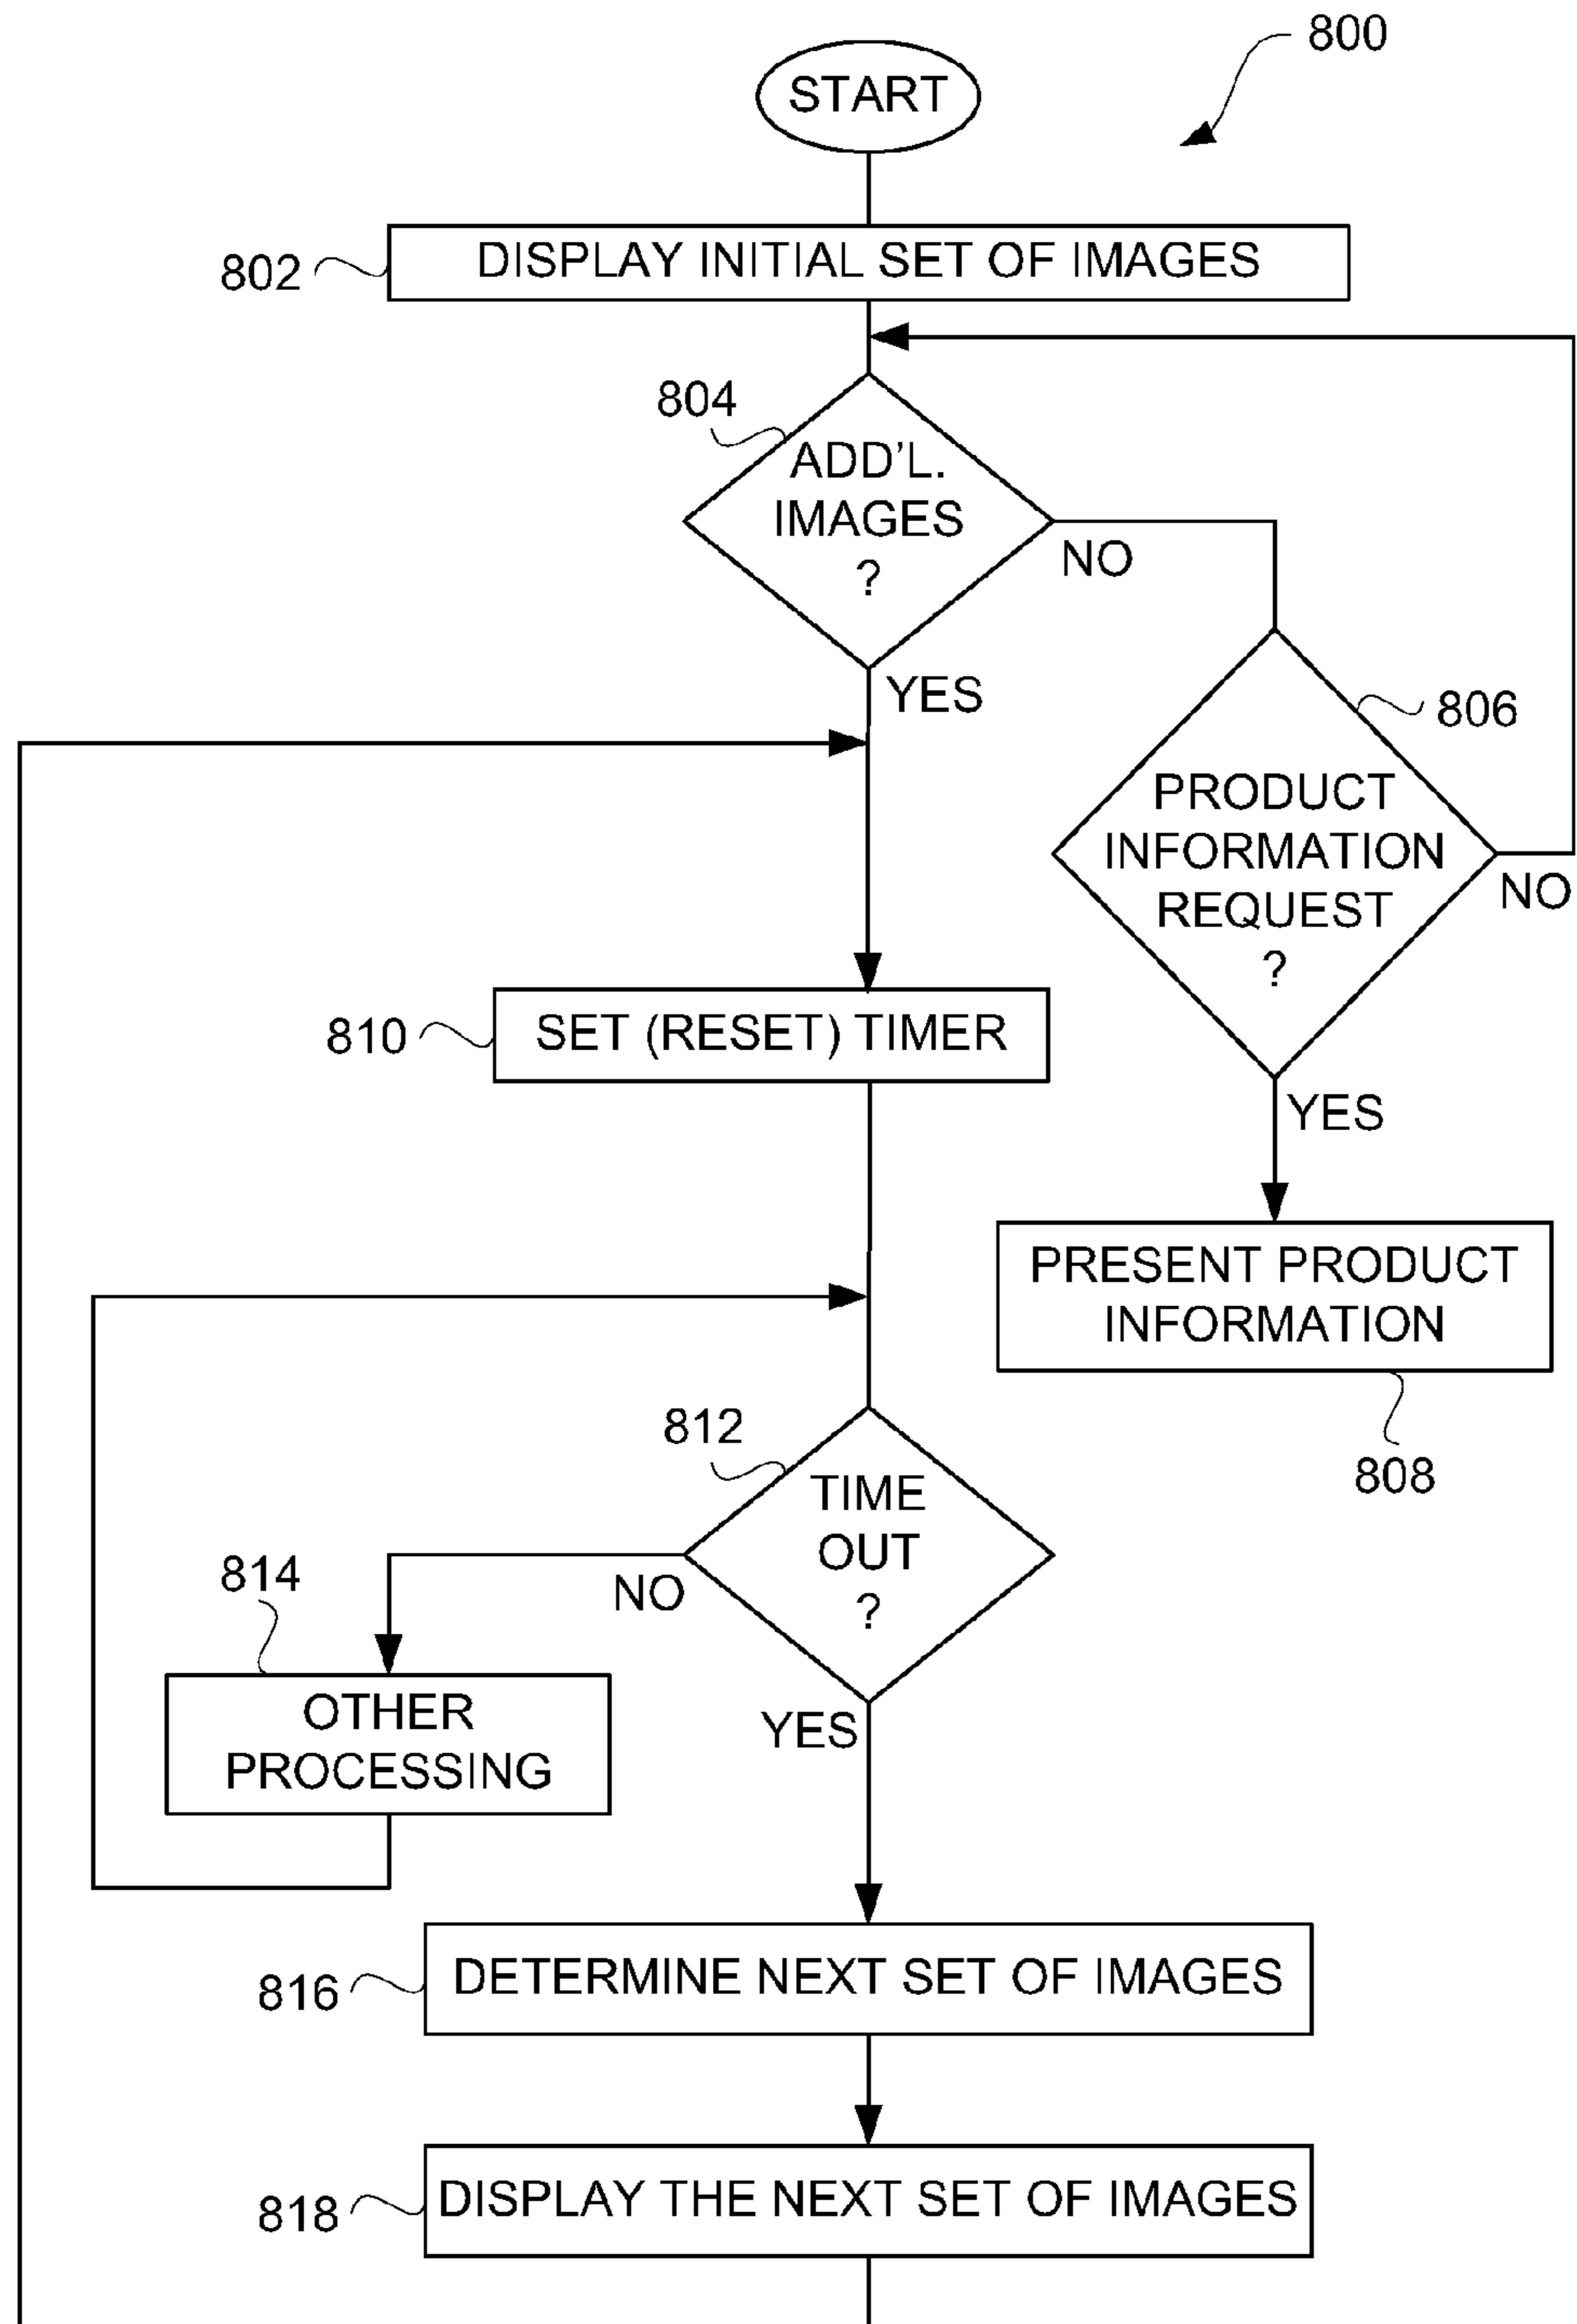 800
START
802
DISPLAY INITIAL SET OF IMAGES
804
ADD'L.
IMAGES
?
NO
YES
806
PRODUCT
INFORMATION
REQUEST
?
NO
810
SET (RESET) TIMER
YES
PRESENT PRODUCT
INFORMATION
808
812
TIME
OUT
?
NO
814
OTHER
PROCESSING
YES
816
DETERMINE NEXT SET OF IMAGES
818
DISPLAY THE NEXT SET OF IMAGES